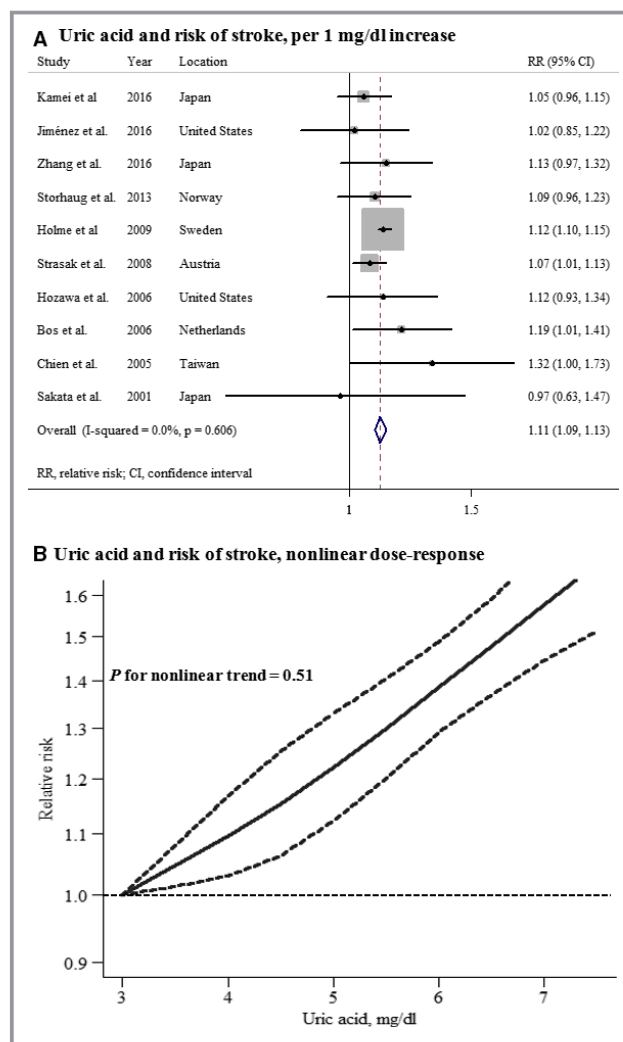 A Uric acid and risk of stroke, per 1 mg/dl increase
Study Year Location RR (95% CI)
Kamei et al 2016 Japan 1.05 (0.96, 1.15)
Jiménez et al. 2016 United States 1.02 (0.85, 1.22)
Zhang et al. 2016 Japan 1.13 (0.97, 1.32)
Storhaug et al. 2013 Norway 1.09 (0.96, 1.23)
Holme et al 2009 Sweden 1.12 (1.10, 1.15)
Strasak et al. 2008 Austria 1.07 (1.01, 1.13)
Hozawa et al. 2006 United States 1.12 (0.93, 1.34)
Bos et al. 2006 Netherlands 1.19 (1.01, 1.41)
Chien et al. 2005 Taiwan 1.32 (1.00, 1.73)
Sakata et al. 2001 Japan 0.97 (0.63, 1.47)
Overall (I-squared = 0.0%, p = 0.606) 1.11 (1.09, 1.13)
RR, relative risk; CI, confidence interval
1 1.5
B Uric acid and risk of stroke, nonlinear dose-response
1.6
1.5
P for nonlinear trend = 0.51
1.4
1.3
1.2
1.1
1.0
0.9
Relative risk
3 4 5 6 7
Uric acid, mg/dl